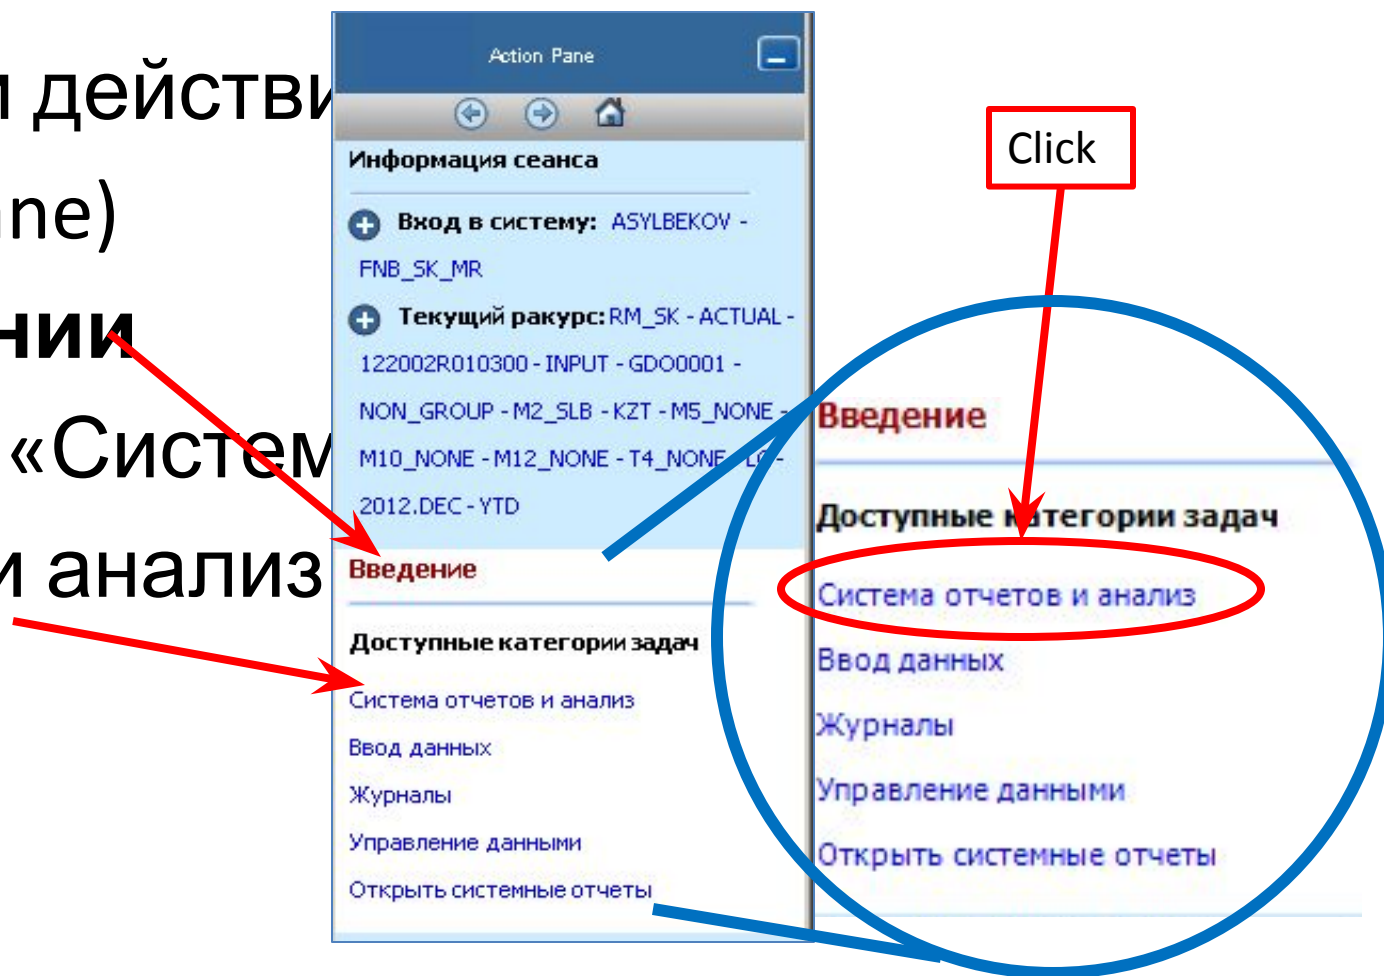 и действи
ane)
нии
«Систем
и анализ
Action Pane
Информация сеанса
Вход в систему: ASYLBEKOV -
FNB_SK_MR
Текущий ракурс: RM_SK - ACTUAL -
122002R010300 - INPUT - GDO0001 -
NON_GROUP - M2_SLB - KZT - M5_NONE -
M10_NONE - M12_NONE - T4_NONE - LC -
2012.DEC - YTD
Введение
Доступные категории задач
Система отчетов и анализ
Ввод данных
Журналы
Управление данными
Открыть системные отчеты
Click
Введение
Доступные категории задач
Система отчетов и анализ
Ввод данных
Журналы
Управление данными
Открыть системные отчеты